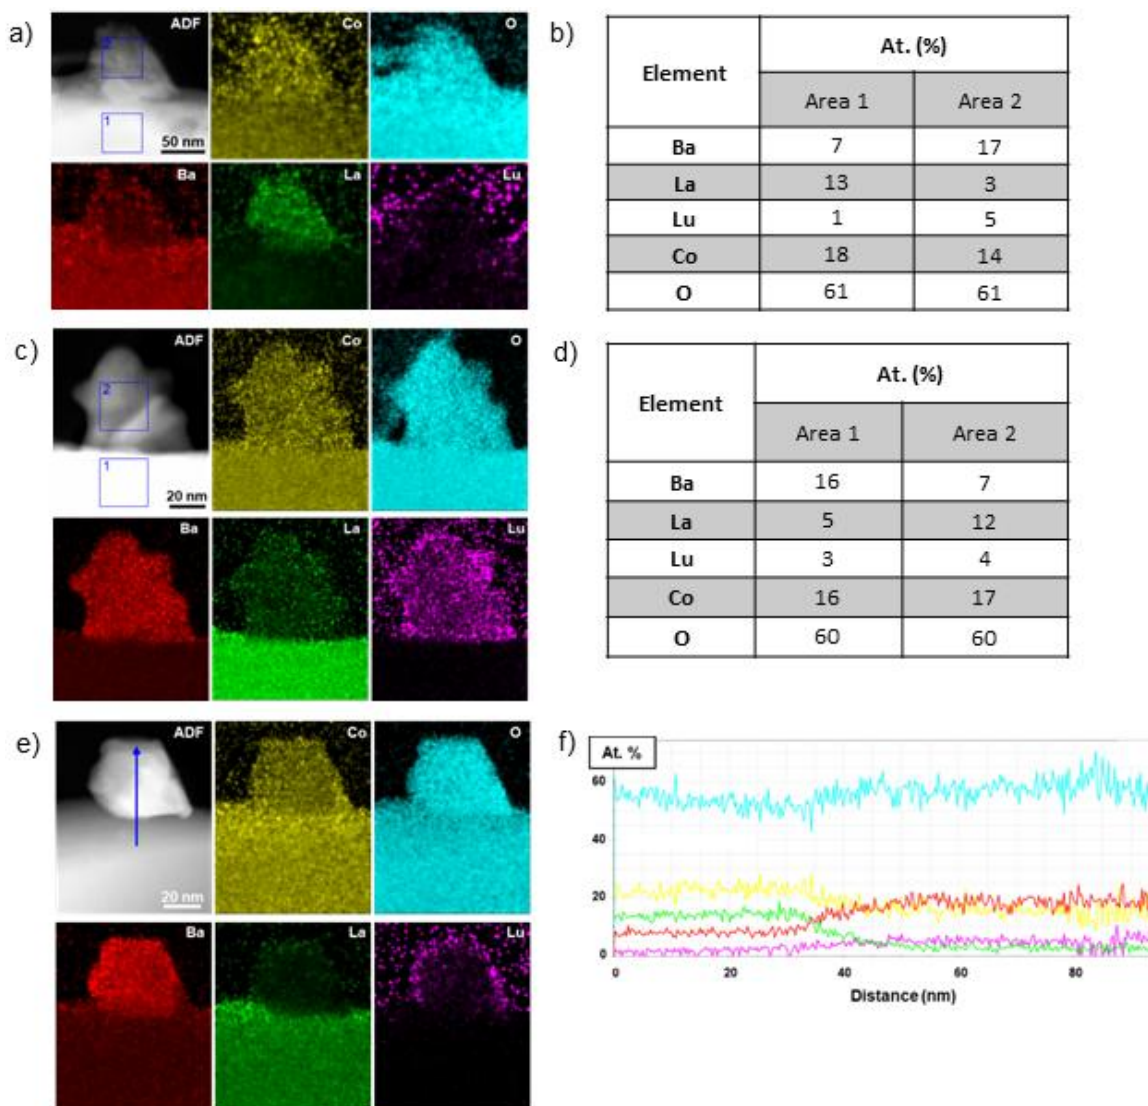 a)
ADF
Co
O
2
1
50 nm
Ba
La
Lu
b)
Element
At. (%)
Area 1
Area 2
Ba 7 17
La 13 3
Lu 1 5
Co 18 14
O 61 61
c)
ADF
Co
O
2
1
20 nm
Ba
La
Lu
d)
Element
At. (%)
Area 1
Area 2
Ba 16 7
La 5 12
Lu 3 4
Co 16 17
O 60 60
e)
ADF
Co
O
20 nm
Ba
La
Lu
f)
At. %
60
40
20
0
0 20 40 60 80
Distance (nm)